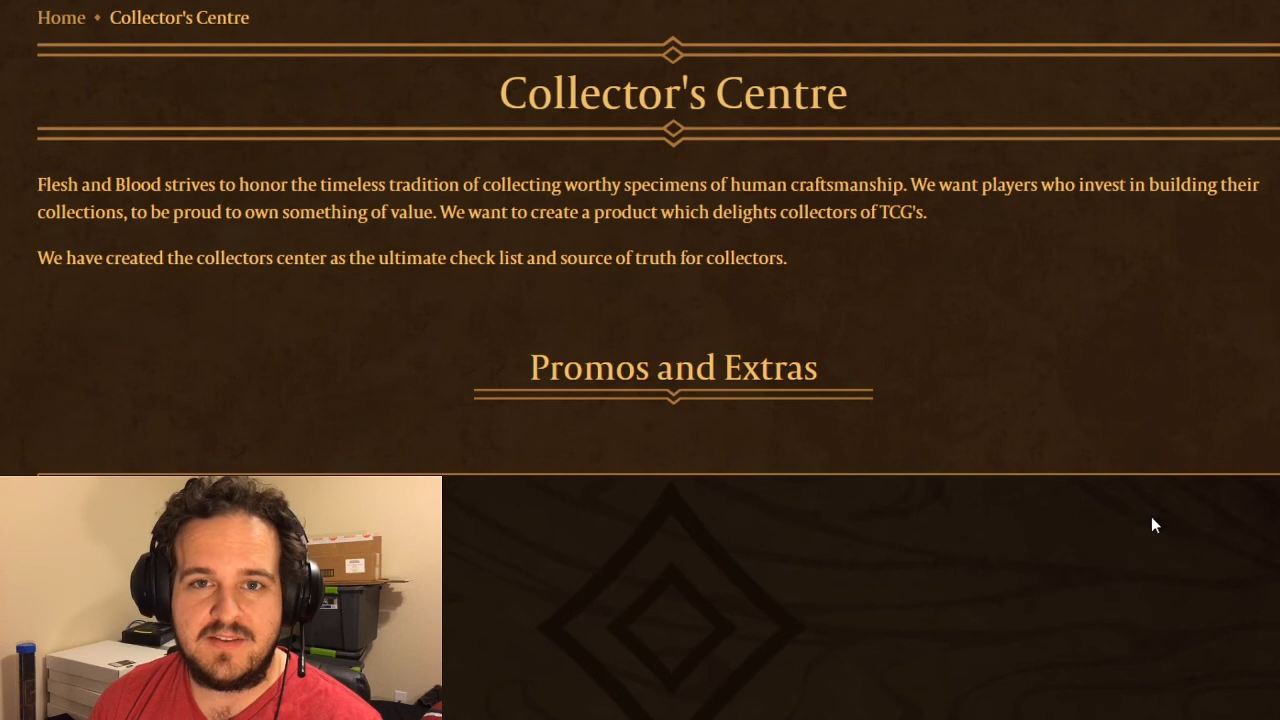 Home ◆ Collector's Centre
Collector's Centre
Flesh and Blood strives to honor the timeless tradition of collecting worthy specimens of human craftsmanship. We want players who invest in building their
collections, to be proud to own something of value. We want to create a product which delights collectors of TCG's.
We have created the collectors center as the ultimate check list and source of truth for collectors.
Promos and Extras